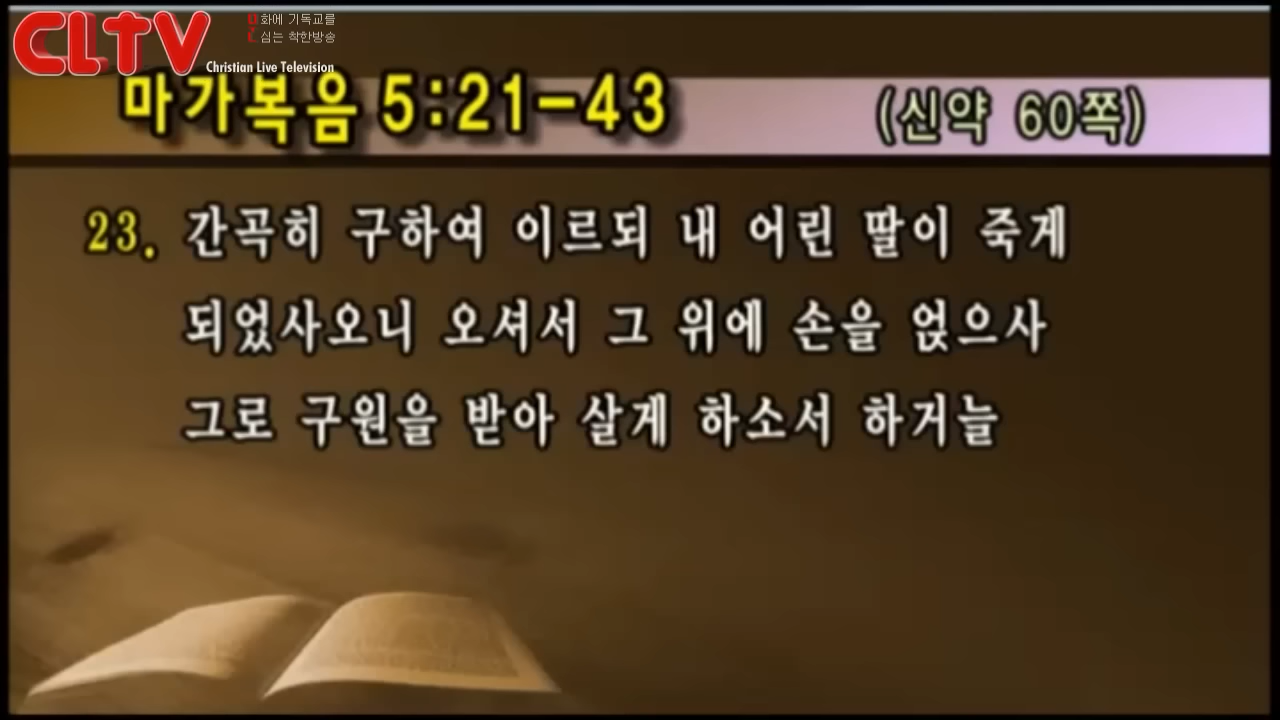 CLTV
화에 기독교를
심는 착한방송
Christian Live Television
마가복음 5:21-43 (신약 60쪽)
23. 간곡히 구하여 이르되 내 어린 딸이 죽게
되었사오니 오셔서 그 위에 손을 얹으사
그로 구원을 받아 살게 하소서 하거늘